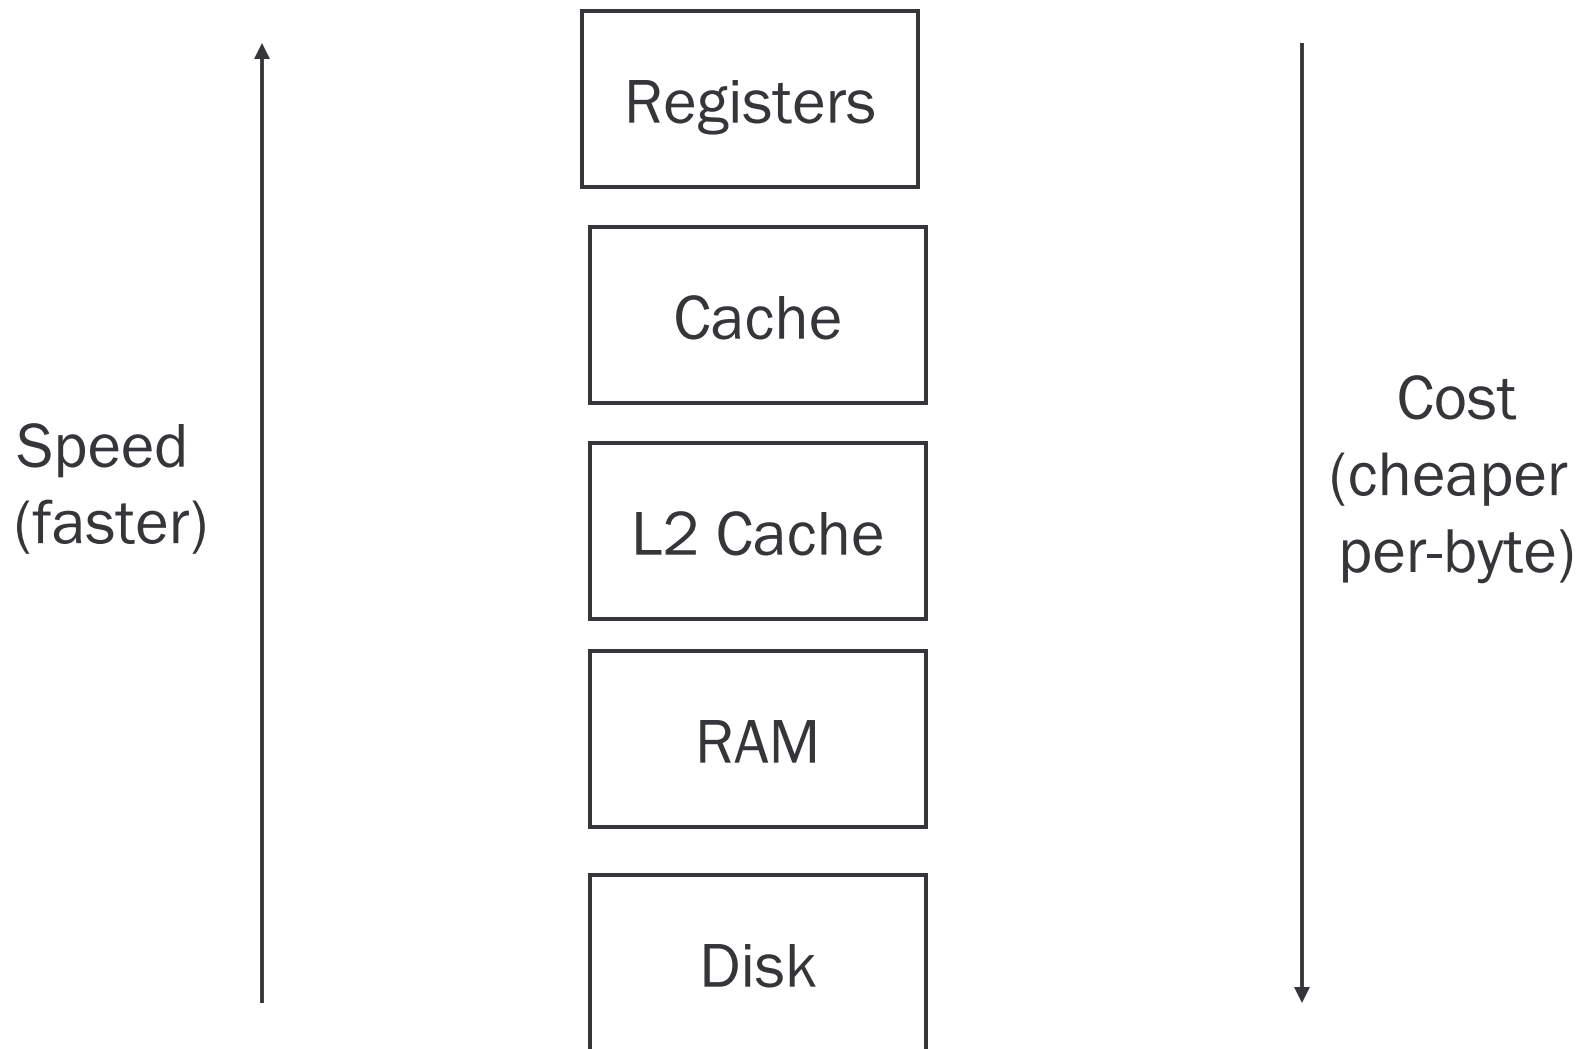 Registers
Cache
Speed
(faster)
L2 Cache
Cost
(cheaper
per-byte)
RAM
Disk